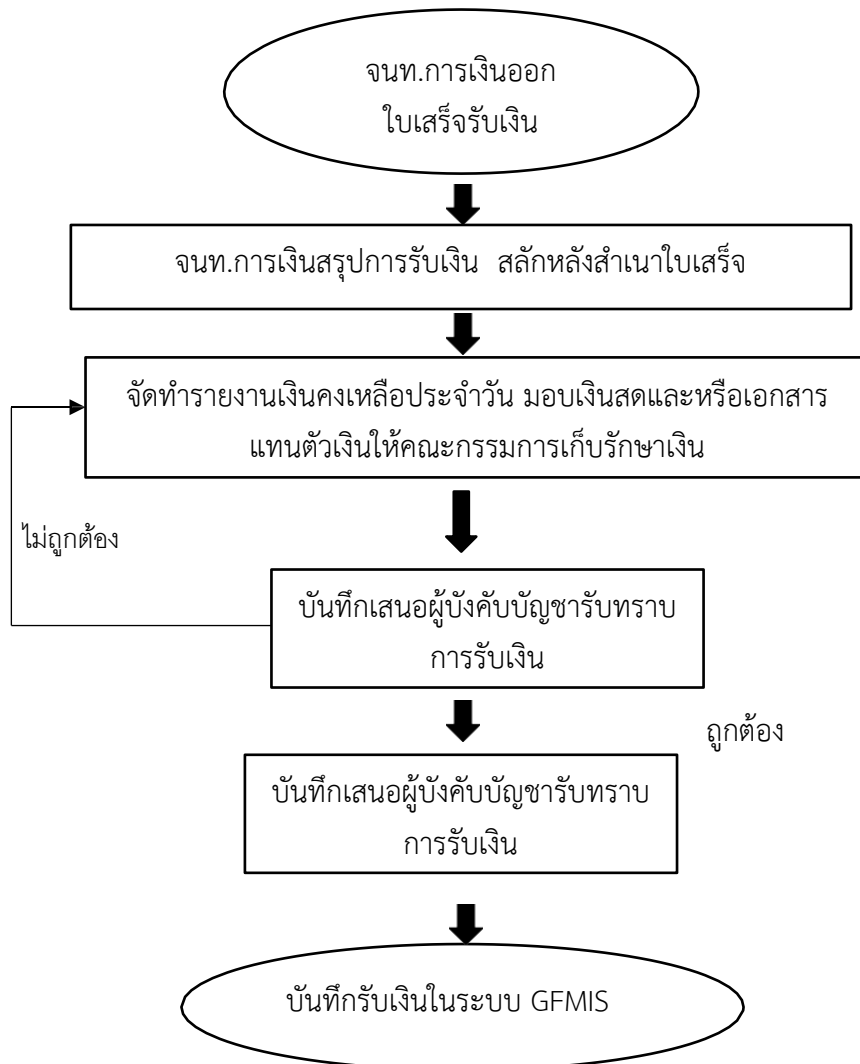 จนท.การเงินออก
ใบเสร็จรับเงิน
จนท.การเงินสรุปการรับเงิน สลักหลังสำเนาใบเสร็จ
จัดทำรายงานเงินคงเหลือประจำวัน มอบเงินสดและหรือเอกสาร
แทนตัวเงินให้คณะกรรมการเก็บรักษาเงิน
ไม่ถูกต้อง
บันทึกเสนอผู้บังคับบัญชารับทราบ
การรับเงิน
ถูกต้อง
บันทึกเสนอผู้บังคับบัญชารับทราบ
การรับเงิน
บันทึกรับเงินในระบบ GFMIS